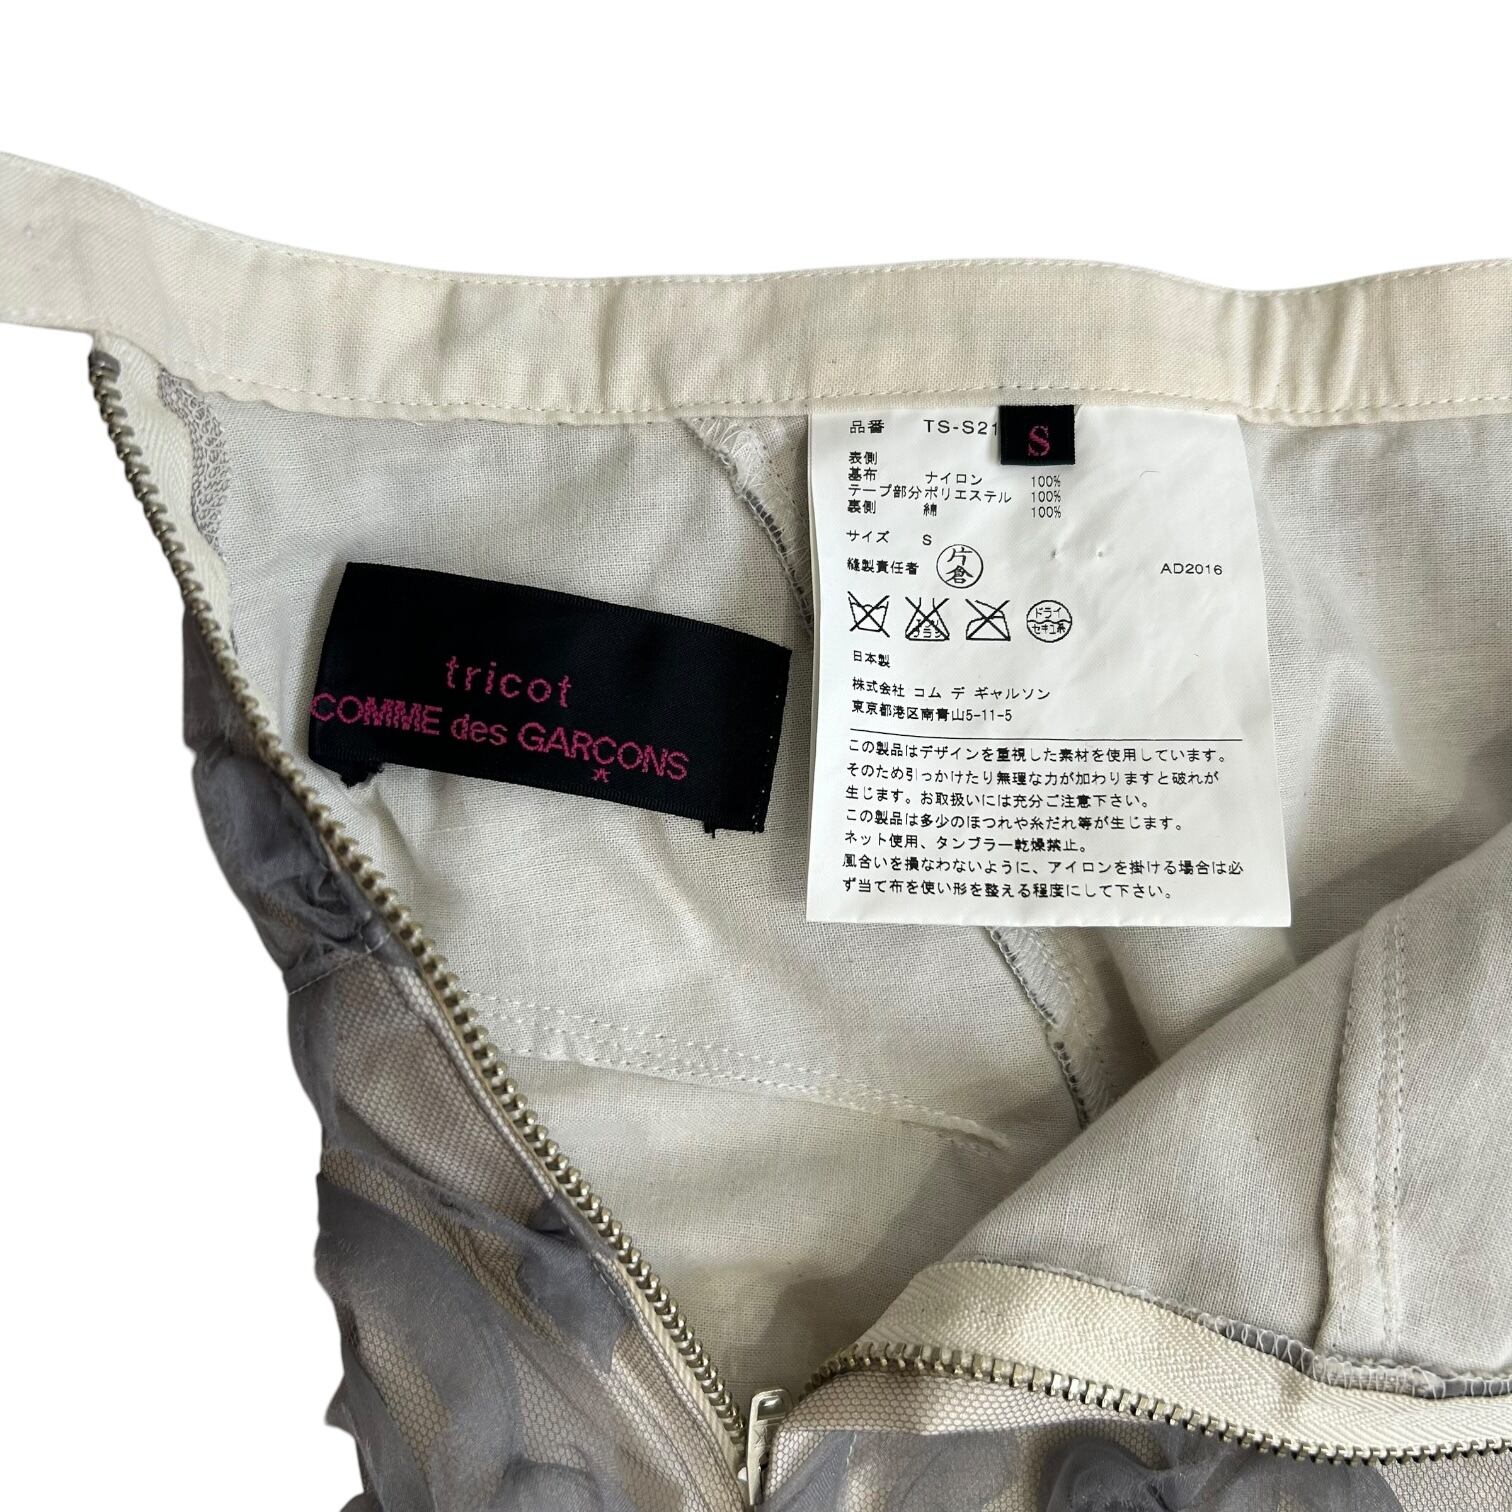 tricot
COMME des GARÇONS
S
品番 TS-S21
表側
基布 ナイロン 100%
テープ部分ポリエステル 100%
裏側 綿 100%
サイズ S
縫製責任者 片倉 AD2016
ドライ
セキユ系
日本製
株式会社 コム デ ギャルソン
東京都港区南青山5-11-5
この製品はデザインを重視した素材を使用しています。
そのため引っかけたり無理な力が加わりますと破れが
生じます。お取扱いには充分ご注意下さい。
この製品は多少のほつれや糸だれ等が生じます。
ネット使用、タンブラー乾燥禁止。
風合いを損なわないように、アイロンを掛ける場合は必
ず当て布を使い形を整える程度にして下さい。